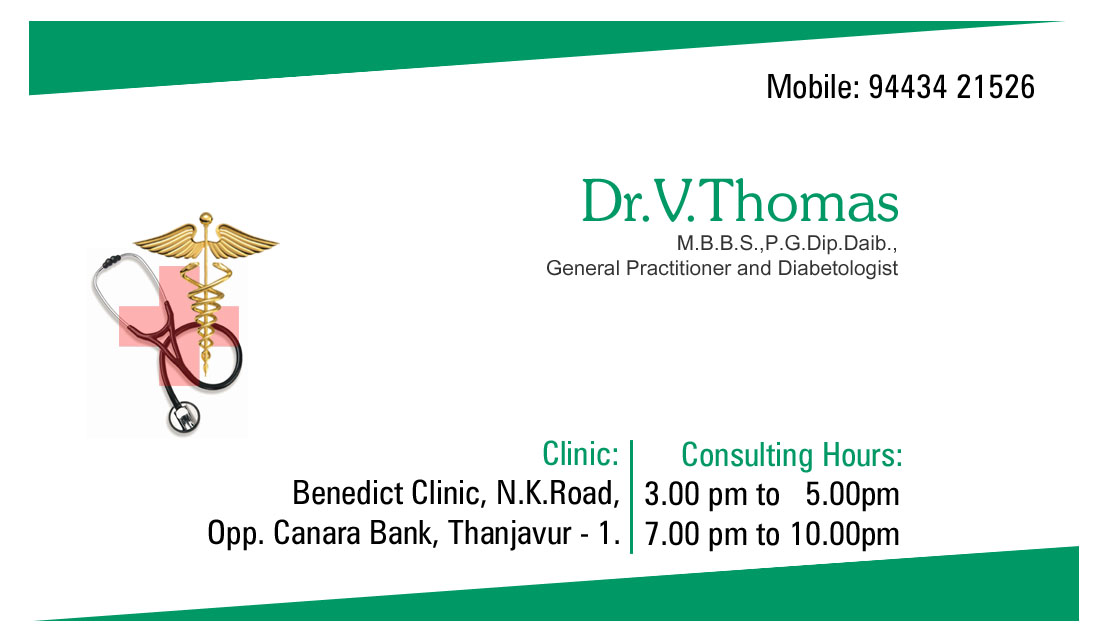 Mobile: 94434 21526
Dr.V.Thomas
M.B.B.S.,P.G.Dip.Daib.,
General Practitioner and Diabetologist
Clinic:
Benedict Clinic, N.K.Road,
Opp. Canara Bank, Thanjavur - 1.
Consulting Hours:
3.00 pm to 5.00pm
7.00 pm to 10.00pm